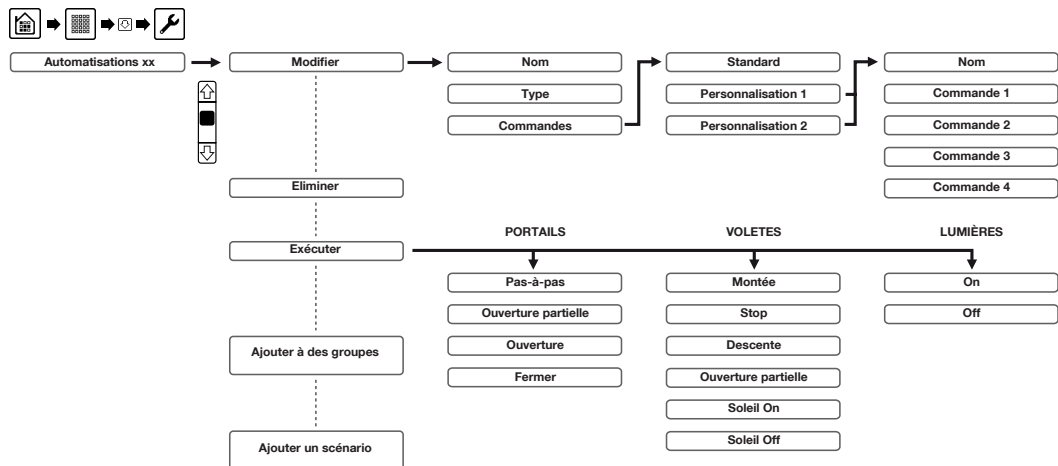 Automatisations xx
Modifier
Nom
Standard
Nom
Type
Personnalisation 1
Commande 1
Commandes
Personnalisation 2
Commande 2
Commande 3
Eliminer
Commande 4
PORTAILS
VOLETES
LUMIÈRES
Exécuter
Pas-à-pas
Montée
On
Ouverture partielle
Stop
Off
Ajouter à des groupes
Ouverture
Descente
Fermer
Ouverture partielle
Soleil On
Ajouter un scénario
Soleil Off